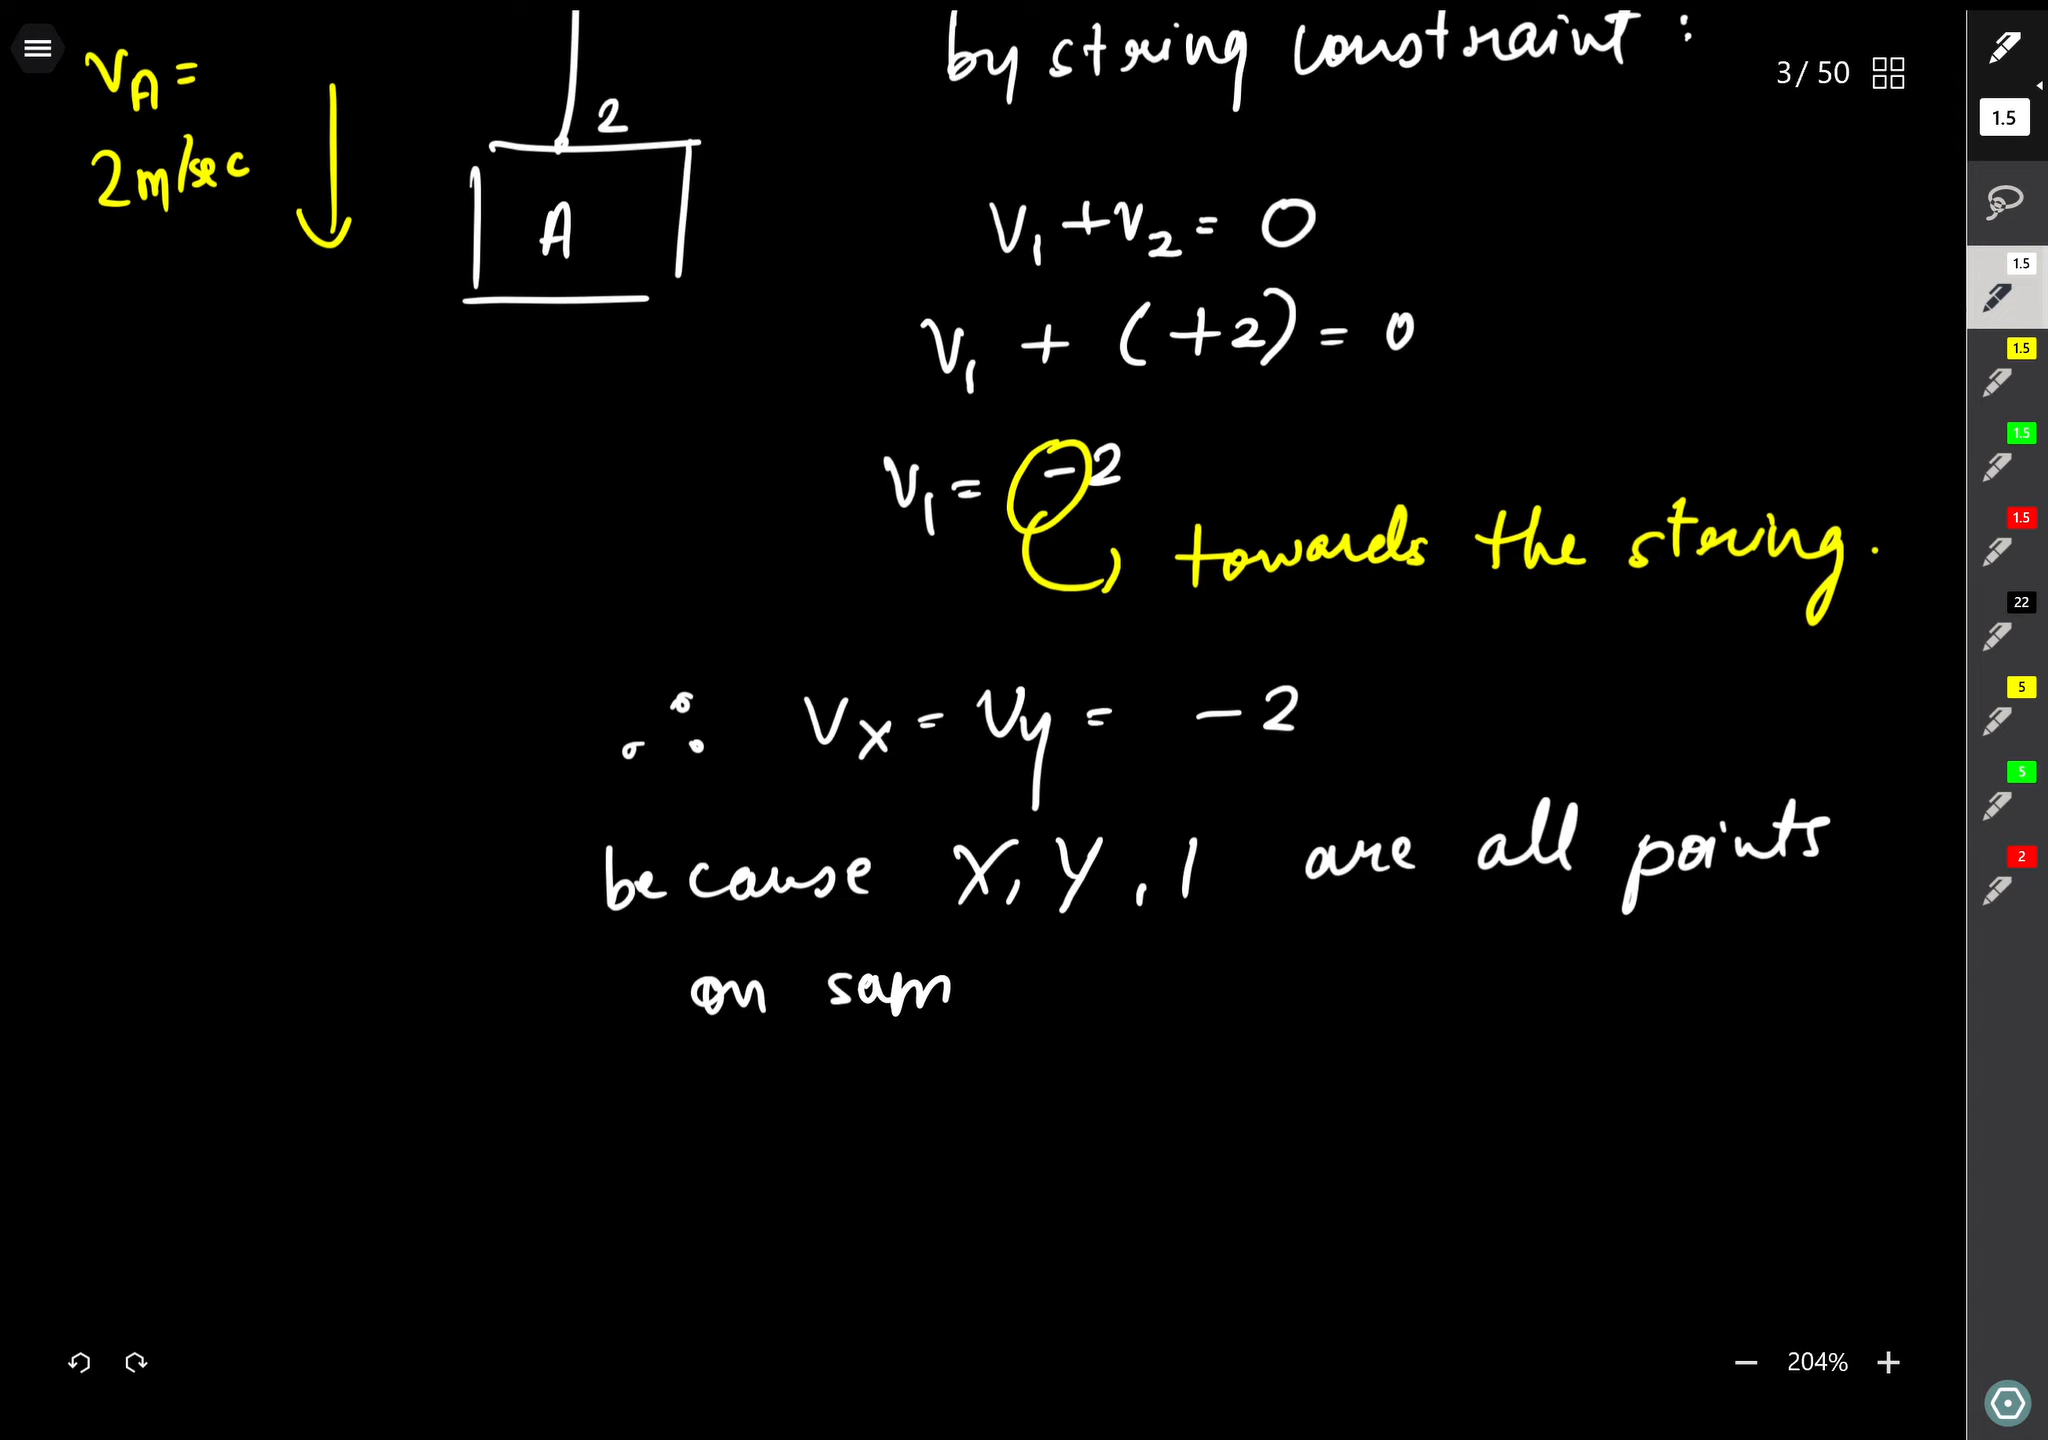 by string constraint :
3/ 50
vA =
2m/sec
2
A
1.5
v1 + v2 = 0
v1 + (+2) = 0
v1 = -2
towards the string.
∴ vx = vy = - 2
because X, Y, 1 are all points
on sam
1.5
1.5
1.5
1.5
22
5
5
2
204%